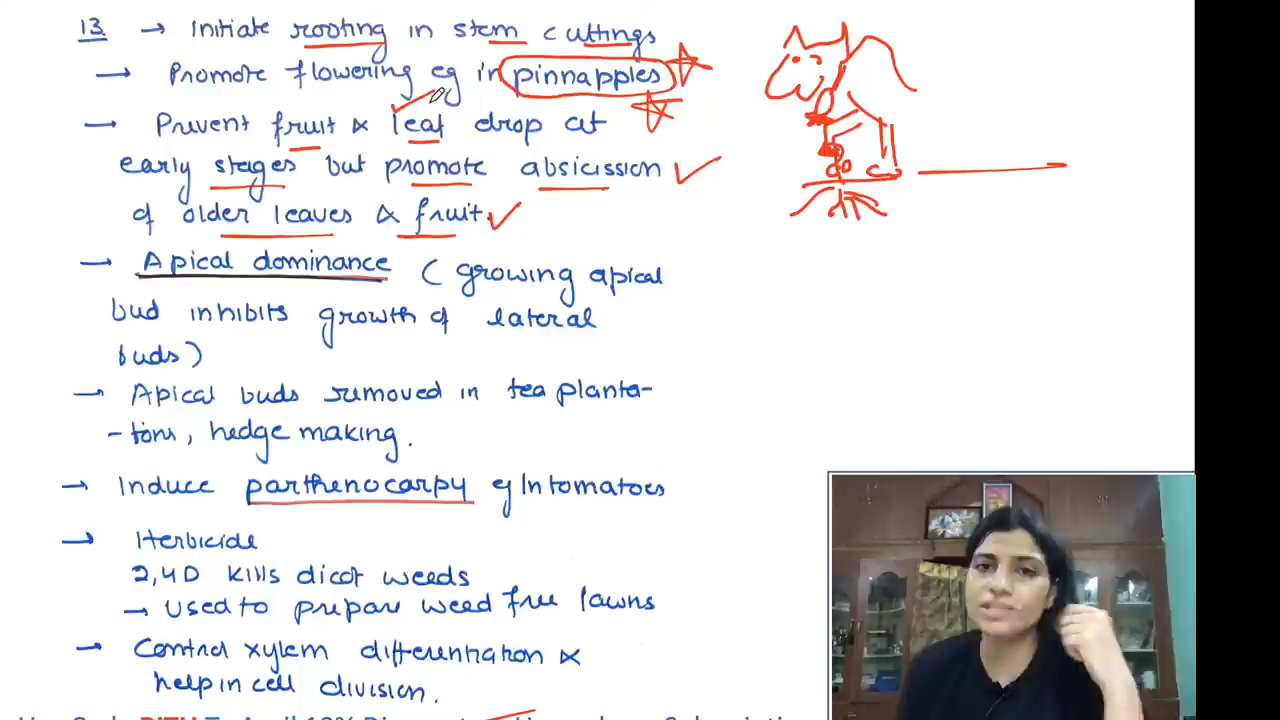 13 → Initiate rooting in stem cuttings
→ Promote flowering eg in pinnapples
→ Prevent fruit & leaf drop at
early stages but promote absicission
of older leaves & fruit
→ Apical dominance (growing apical
bud inhibits growth of lateral
buds)
→ Apical buds removed in tea planta-
-tions, hedge making.
→ Induce parthenocarpy eg In tomatoes
→ Herbicide
2,4D kills dicot weeds
→ Used to prepare weed free lawns
→ Control xylem differentiation &
help in cell division.